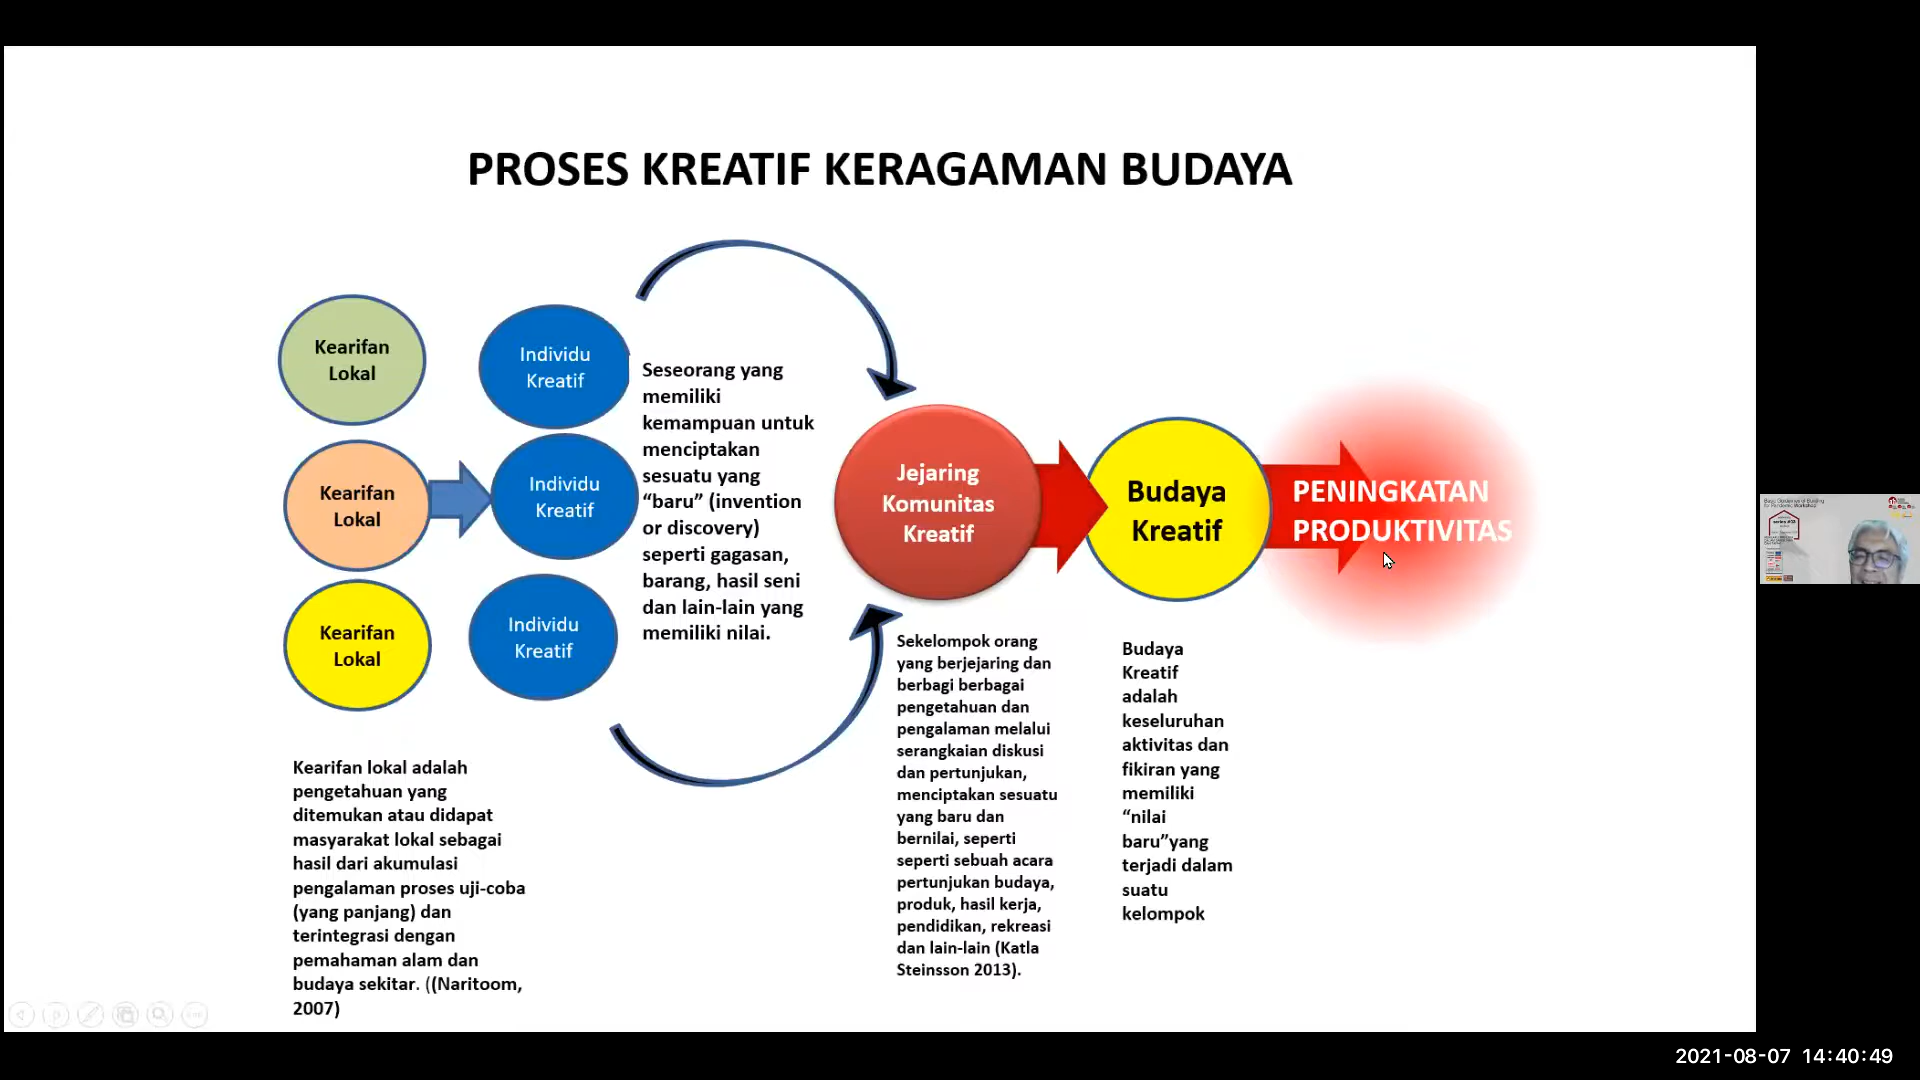 PROSES KREATIF KERAGAMAN BUDAYA
Kearifan
Lokal
Individu
Kreatif
Kearifan
Lokal
Individu
Kreatif
Kearifan
Lokal
Individu
Kreatif
Seseorang yang
memiliki
kemampuan untuk
menciptakan
sesuatu yang
“baru” (invention
or discovery)
seperti gagasan,
barang, hasil seni
dan lain-lain yang
memiliki nilai.
Jejaring
Komunitas
Kreatif
Budaya
Kreatif
PENINGKATAN
PRODUKTIVITAS
Kearifan lokal adalah
pengetahuan yang
ditemukan atau didapat
masyarakat lokal sebagai
hasil dari akumulasi
pengalaman proses uji-coba
(yang panjang) dan
terintegrasi dengan
pemahaman alam dan
budaya sekitar. ((Naritoom,
2007)
Sekelompok orang
yang berjejaring dan
berbagi berbagai
pengetahuan dan
pengalaman melalui
serangkaian diskusi
dan pertunjukan,
menciptakan sesuatu
yang baru dan
bernilai, seperti
seperti sebuah acara
pertunjukan budaya,
produk, hasil kerja,
pendidikan, rekreasi
dan lain-lain (Katla
Steinsson 2013).
Budaya
Kreatif
adalah
keseluruhan
aktivitas dan
fikiran yang
memiliki
“nilai
baru”yang
terjadi dalam
suatu
kelompok
2021-08-07 14:40:49